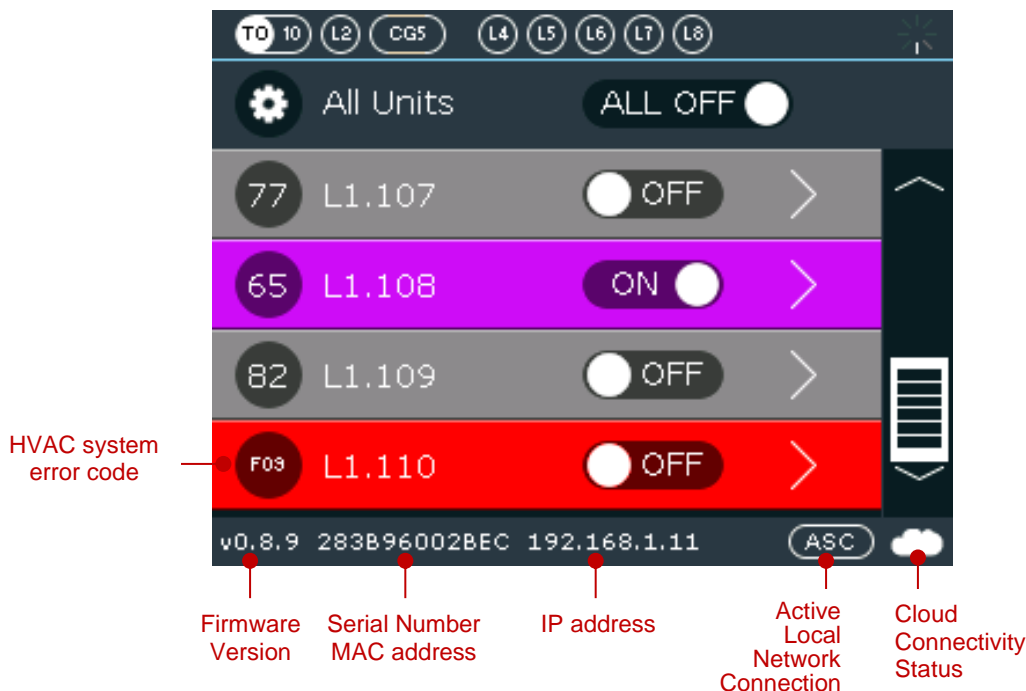 TO 10 L2 CG5 L4 L5 L6 L7 L8
All Units ALL OFF
77 L1.107 OFF
65 L1.108 ON
82 L1.109 OFF
HVAC system
error code
F09 L1.110 OFF
v0.8.9 283B96002BEC 192.168.1.11 ASC
Firmware
Version
Serial Number
MAC address
IP address
Active
Local
Network
Connection
Cloud
Connectivity
Status